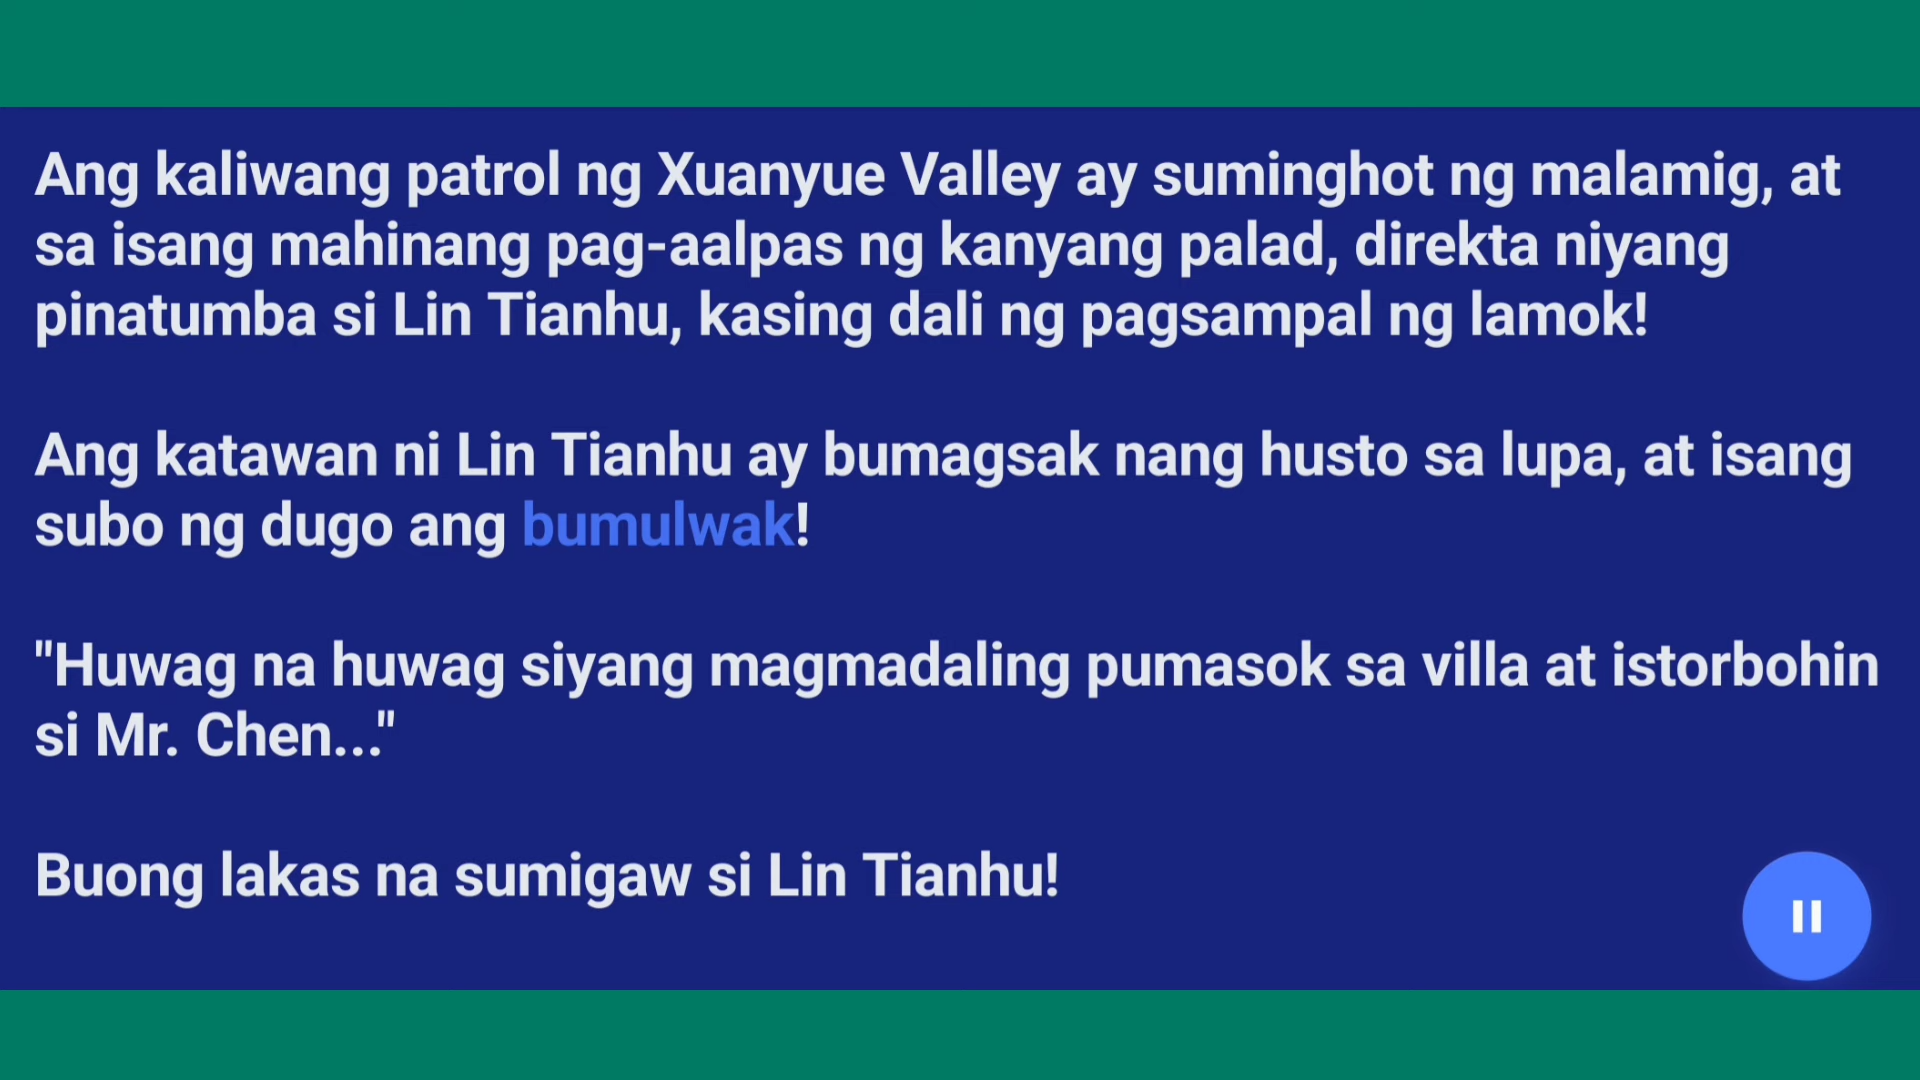 Ang kaliwang patrol ng Xuanyue Valley ay suminghot ng malamig, at
sa isang mahinang pag-aalpas ng kanyang palad, direkta niyang
pinatumba si Lin Tianhu, kasing dali ng pagsampal ng lamok!
Ang katawan ni Lin Tianhu ay bumagsak nang husto sa lupa, at isang
subo ng dugo ang bumulwak!
"Huwag na huwag siyang magmadaling pumasok sa villa at istorbohin
si Mr. Chen..."
Buong lakas na sumigaw si Lin Tianhu!